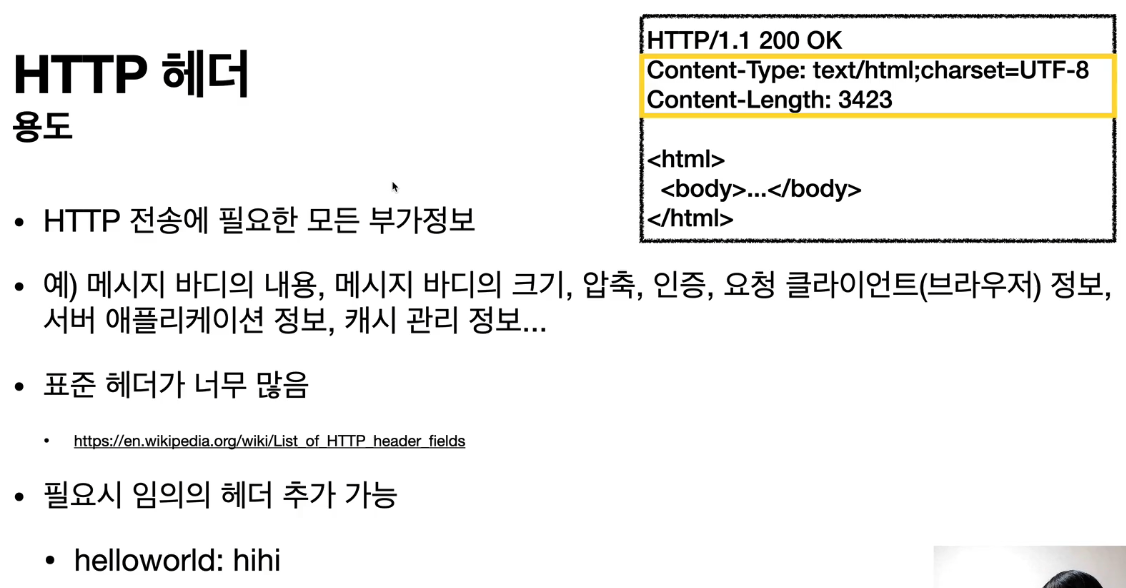 HTTP 헤더
용도
HTTP/1.1 200 OK
Content-Type: text/html;charset=UTF-8
Content-Length: 3423
<html>
<body>...</body>
</html>
• HTTP 전송에 필요한 모든 부가정보
• 예) 메시지 바디의 내용, 메시지 바디의 크기, 압축, 인증, 요청 클라이언트(브라우저) 정보,
서버 애플리케이션 정보, 캐시 관리 정보...
• 표준 헤더가 너무 많음
• https://en.wikipedia.org/wiki/List_of_HTTP_header_fields
• 필요시 임의의 헤더 추가 가능
• helloworld: hihi